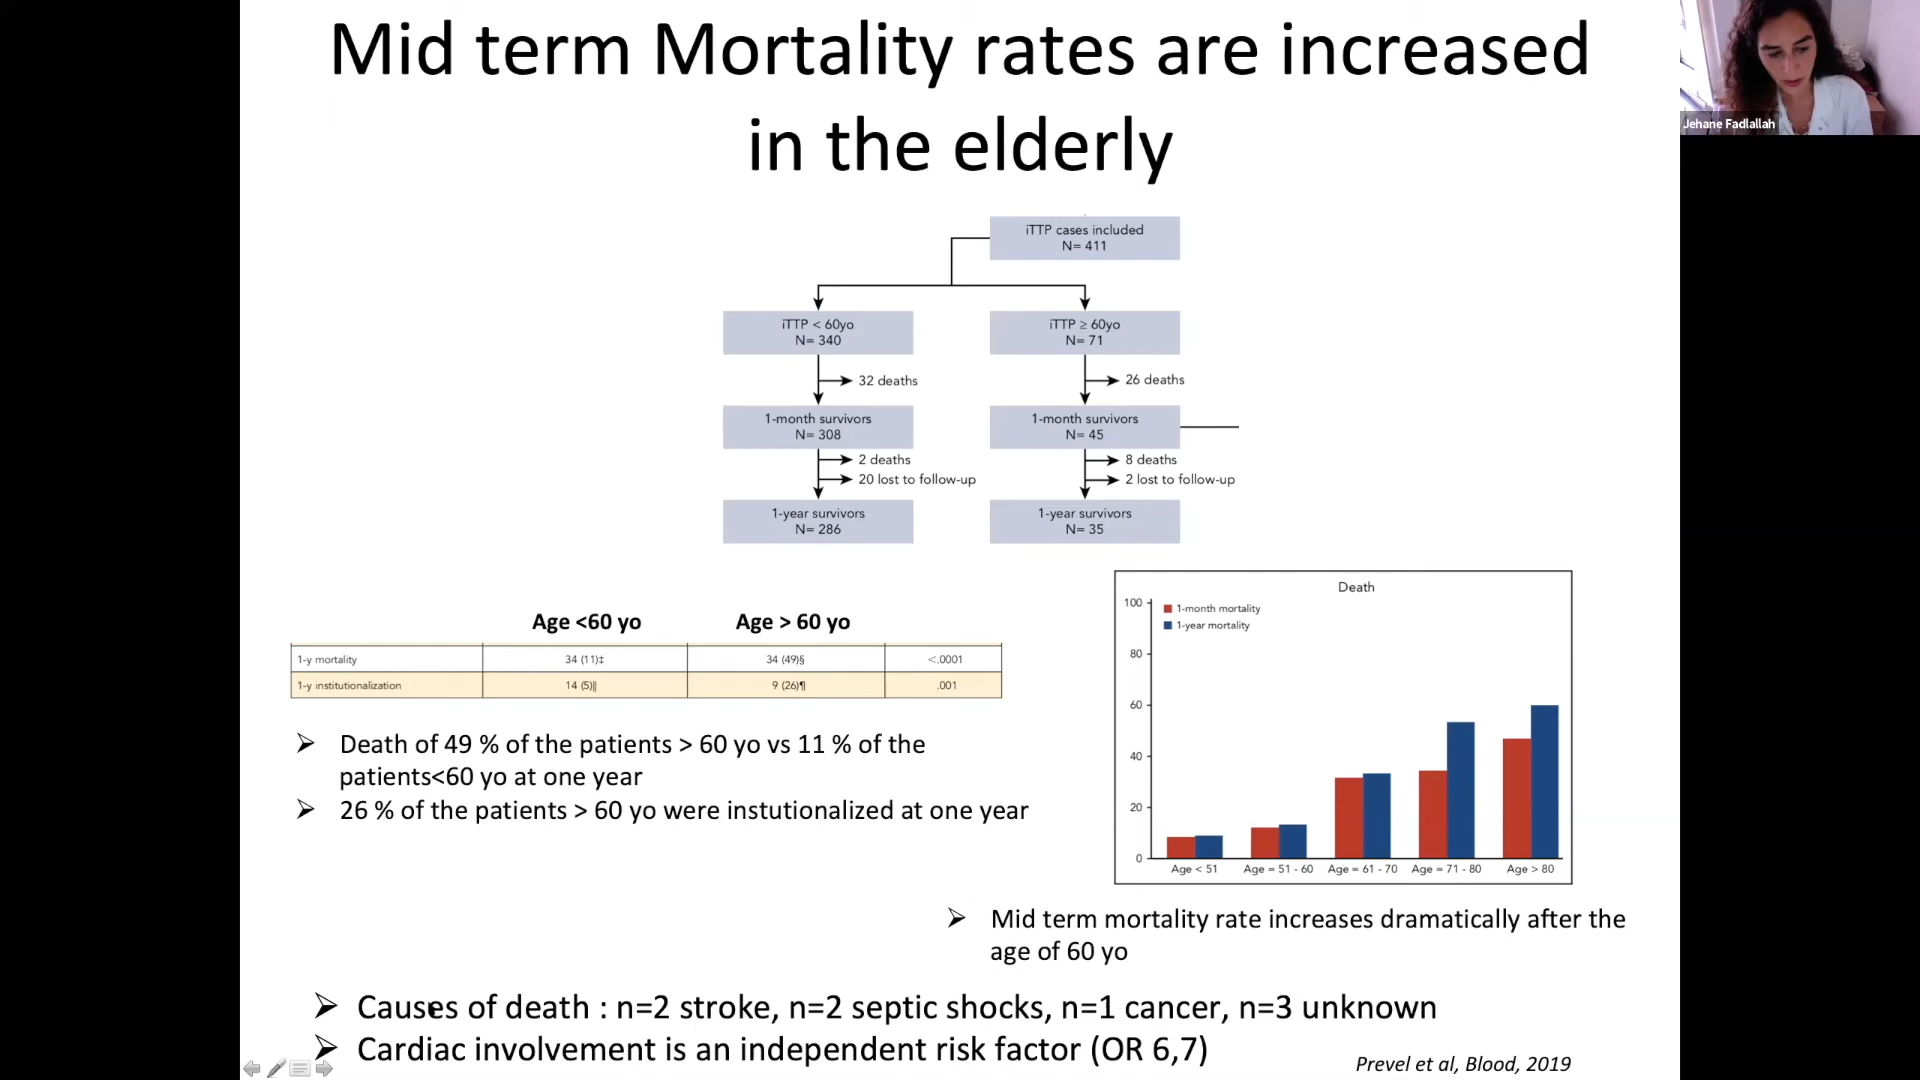 Mid term Mortality rates are increased
in the elderly
Jehane Fadlallah
iTTP cases included
N= 411
iTTP < 60yo
N= 340
iTTP ≥ 60yo
N= 71
32 deaths
26 deaths
1-month survivors
N= 308
1-month survivors
N= 45
2 deaths
20 lost to follow-up
8 deaths
2 lost to follow-up
1-year survivors
N= 286
1-year survivors
N= 35
Age <60 yo Age > 60 yo
1-y mortality 34 (11)‡ 34 (49)§ <.0001
1-y institutionalization 14 (5)|| 9 (26)¶ .001
➢ Death of 49 % of the patients > 60 yo vs 11 % of the
patients<60 yo at one year
➢ 26 % of the patients > 60 yo were instutionalized at one year
Death
1-month mortality
1-year mortality
100
80
60
40
20
0
Age < 51 Age = 51 - 60 Age = 61 - 70 Age = 71 - 80 Age > 80
➢ Mid term mortality rate increases dramatically after the
age of 60 yo
➢ Causes of death : n=2 stroke, n=2 septic shocks, n=1 cancer, n=3 unknown
➢ Cardiac involvement is an independent risk factor (OR 6,7)
Prevel et al, Blood, 2019